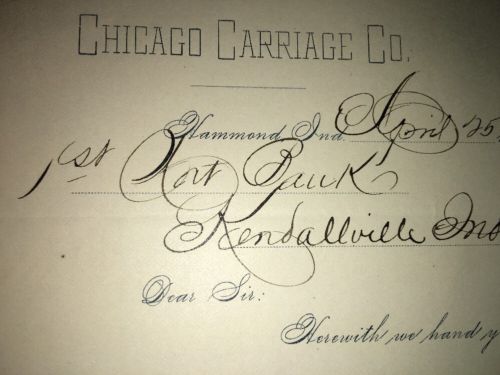 CHICAGO CARRIAGE CO.
Hammond Ind. April 25
1st Nat Bank
Kendallville Ind
Dear Sir:
Herewith we hand y